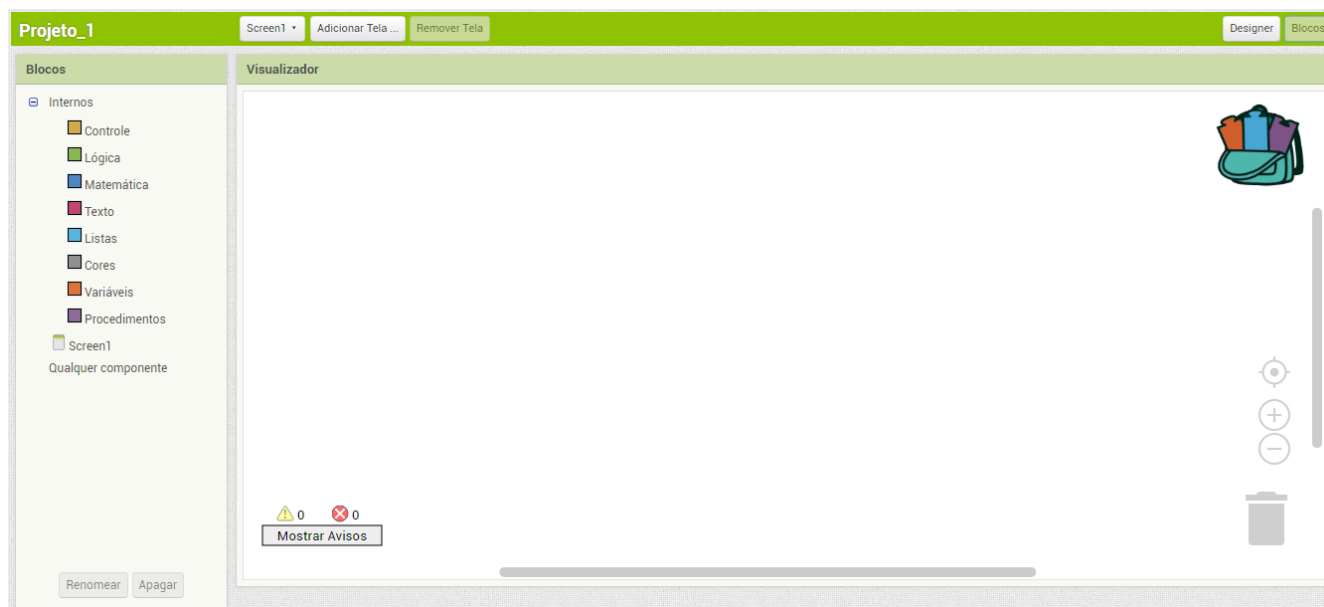 Projeto_1
Screen1
Adicionar Tela ...
Remover Tela
Designer
Blocos
Blocos
Visualizador
Internos
Controle
Lógica
Matemática
Texto
Listas
Cores
Variáveis
Procedimentos
Screen1
Qualquer componente
0
0
Mostrar Avisos
Renomear
Apagar